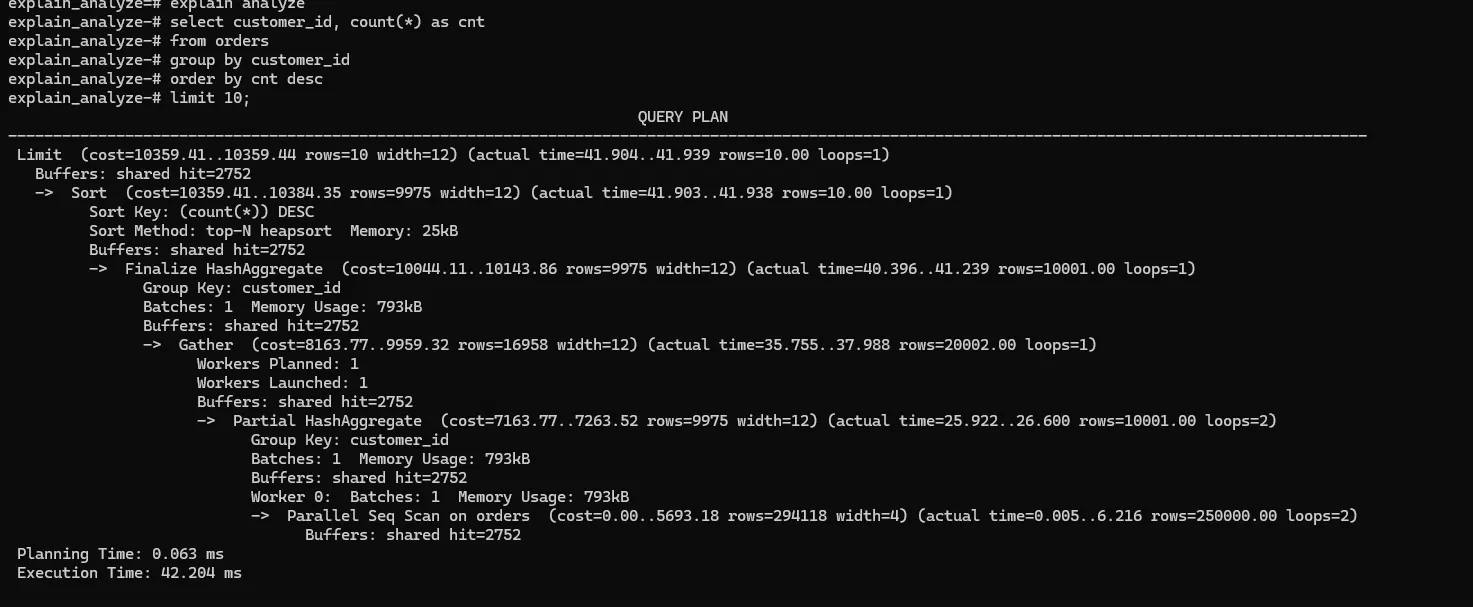 explain_analyze=# explain analyze
explain_analyze-# select customer_id, count(*) as cnt
explain_analyze-# from orders
explain_analyze-# group by customer_id
explain_analyze-# order by cnt desc
explain_analyze-# limit 10;
QUERY PLAN
-------------------------------------------------------------------------------------------------------------------------------------------------------
Limit  (cost=10359.41..10359.44 rows=10 width=12) (actual time=41.904..41.939 rows=10.00 loops=1)
  Buffers: shared hit=2752
  ->  Sort  (cost=10359.41..10384.35 rows=9975 width=12) (actual time=41.903..41.938 rows=10.00 loops=1)
        Sort Key: (count(*)) DESC
        Sort Method: top-N heapsort  Memory: 25kB
        Buffers: shared hit=2752
        ->  Finalize HashAggregate  (cost=10044.11..10143.86 rows=9975 width=12) (actual time=40.396..41.239 rows=10001.00 loops=1)
              Group Key: customer_id
              Batches: 1  Memory Usage: 793kB
              Buffers: shared hit=2752
              ->  Gather  (cost=8163.77..9959.32 rows=16958 width=12) (actual time=35.755..37.988 rows=20002.00 loops=1)
                    Workers Planned: 1
                    Workers Launched: 1
                    Buffers: shared hit=2752
                    ->  Partial HashAggregate  (cost=7163.77..7263.52 rows=9975 width=12) (actual time=25.922..26.600 rows=10001.00 loops=2)
                          Group Key: customer_id
                          Batches: 1  Memory Usage: 793kB
                          Buffers: shared hit=2752
                          Worker 0:  Batches: 1  Memory Usage: 793kB
                          ->  Parallel Seq Scan on orders  (cost=0.00..5693.18 rows=294118 width=4) (actual time=0.005..6.216 rows=250000.00 loops=2)
                                Buffers: shared hit=2752
Planning Time: 0.063 ms
Execution Time: 42.204 ms